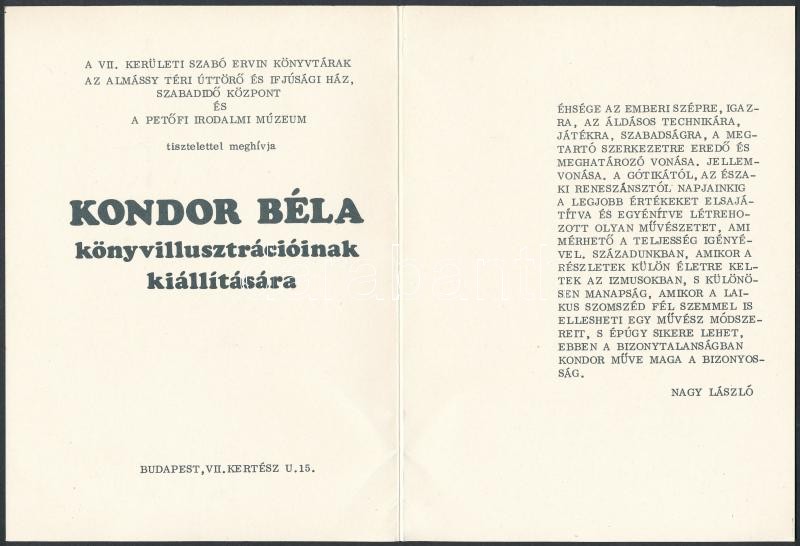 A VII. KERÜLETI SZABÓ ERVIN KÖNYVTÁRAK
AZ ALMÁSSY TÉRI ÚTTÖRŐ ÉS IFJÚSÁGI HÁZ,
SZABADIDŐ KÖZPONT
ÉS
A PETŐFI IRODALMI MÚZEUM
tisztelettel meghívja
KONDOR BÉLA
könyvillusztrációinak
kiállítására
BUDAPEST,VII.KERTÉSZ U.15.
ÉHSÉGE AZ EMBERI SZÉPRE, IGAZ-
RA, AZ ÁLDÁSOS TECHNIKÁRA,
JÁTÉKRA, SZABADSÁGRA, A MEG-
TARTÓ SZERKEZETRE EREDŐ ÉS
MEGHATÁROZÓ VONÁSA. JELLEM-
VONÁSA. A GÓTIKÁTÓL, AZ ÉSZA-
KI RENESZÁNSZTÓL NAPJAINKIG
A LEGJOBB ÉRTÉKEKET ELSAJÁ-
TÍTVA ÉS EGYÉNÍTVE LÉTREHO-
ZOTT OLYAN MŰVÉSZETET, AMI
MÉRHETŐ A TELJESSÉG IGÉNYÉ-
VEL. SZÁZADUNKBAN, AMIKOR A
RÉSZLETEK KÜLÖN ÉLETRE KEL-
TEK AZ IZMUSOKBAN, S KÜLÖNÖ-
SEN MANAPSÁG, AMIKOR A LAI-
KUS SZOMSZÉD FÉL SZEMMEL IS
ELLESHETI EGY MŰVÉSZ MÓDSZE-
REIT, S ÉPÚGY SIKERE LEHET,
EBBEN A BIZONYTALANSÁGBAN
KONDOR MŰVE MAGA A BIZONYOS-
SÁG.
NAGY LÁSZLÓ